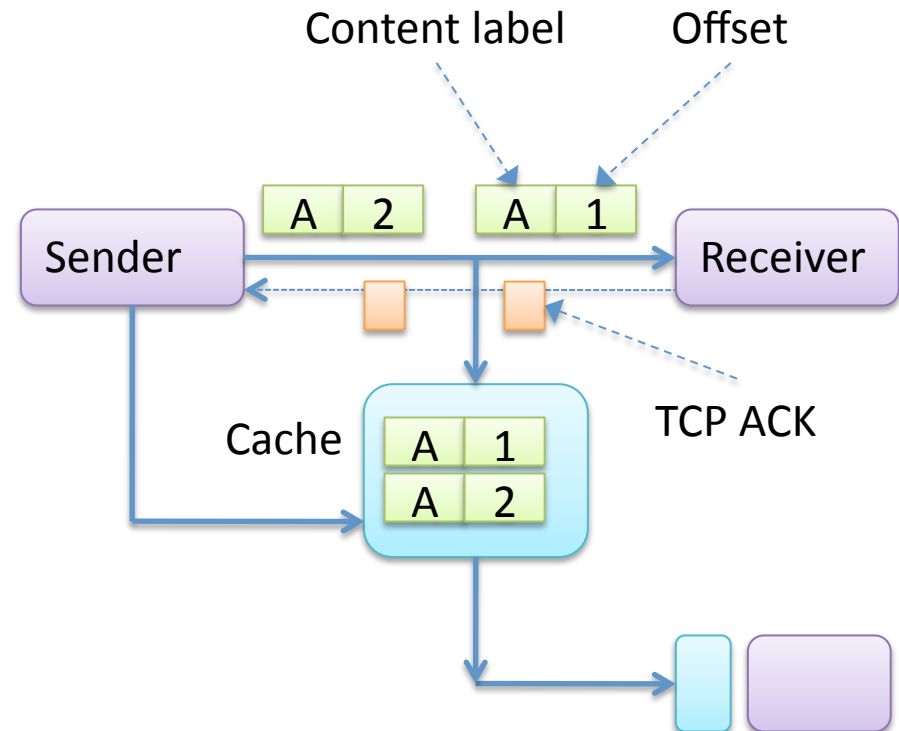 Content label Offset
A 2 A 1
Sender Receiver
TCP ACK
Cache
A 1
A 2